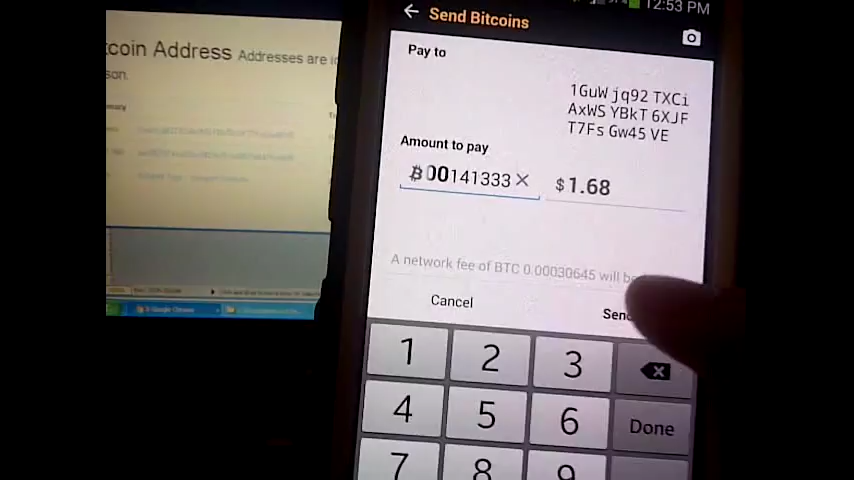 12:53 PM
Send Bitcoins
tcoin Address Addresses are
son.
Pay to
1GuW jq92 TXCi
AxWS YBkT 6XJF
T7Fs Gw45 VE
Amount to pay
฿00141333 ×
$1.68
A network fee of BTC 0.00030645 will be
Cancel
Send
1 2 3
4 5 6 Done
7 8 9